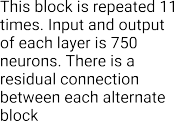 This block is repeated 11
times. Input and output
of each layer is 750
neurons. There is a
residual connection
between each alternate
block